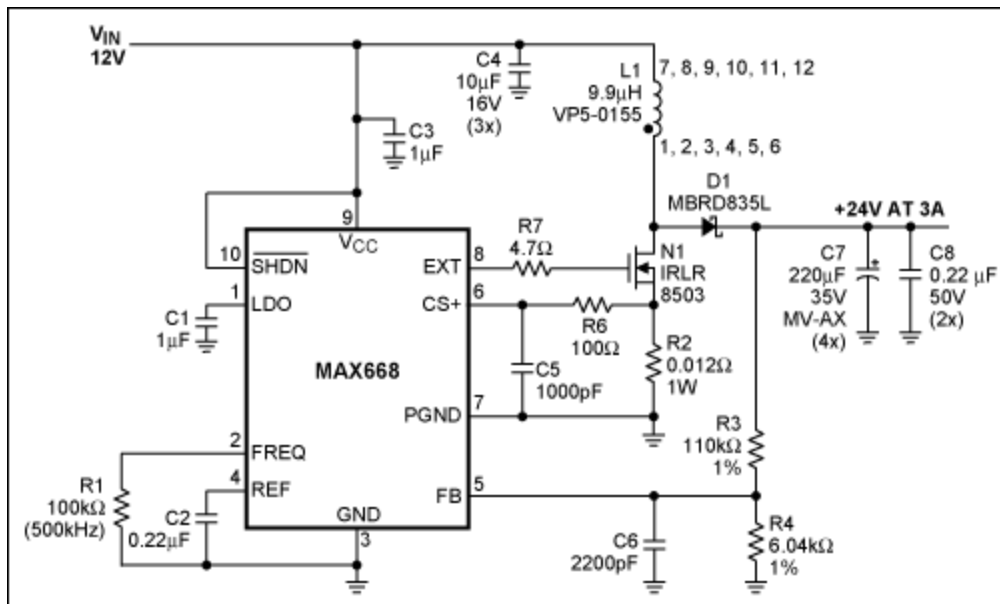 VIN
12V
C4
10μF
16V
(3x)
L1
9.9μH
VP5-0155
7, 8, 9, 10, 11, 12
1, 2, 3, 4, 5, 6
C3
1μF
D1
MBRD835L
+24V AT 3A
9
VCC
10
SHDN
1
LDO
C1
1μF
EXT
8
R7
4.7Ω
N1
IRLR
8503
CS+
6
R6
100Ω
C5
1000pF
R2
0.012Ω
1W
C7
220μF
35V
MV-AX
(4x)
C8
0.22 μF
50V
(2x)
MAX668
PGND
7
R3
110kΩ
1%
2
FREQ
4
REF
R1
100kΩ
(500kHz)
C2
0.22μF
FB
5
GND
3
C6
2200pF
R4
6.04kΩ
1%